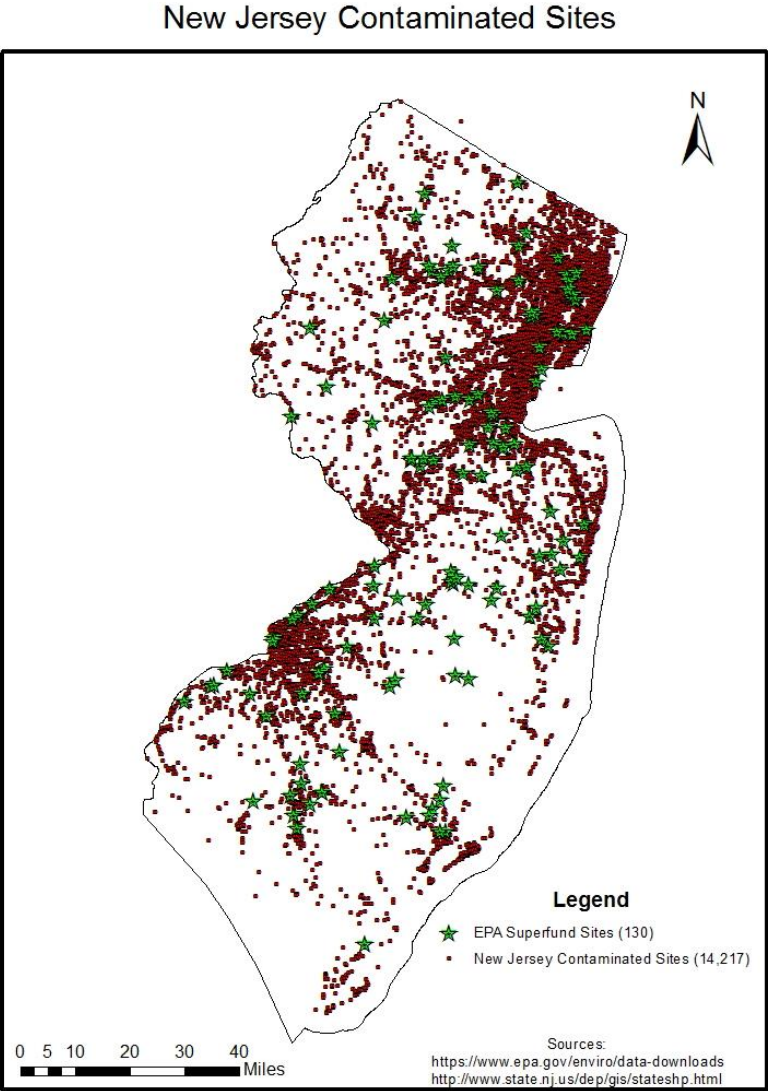 New Jersey Contaminated Sites
N
Legend
EPA Superfund Sites (130)
New Jersey Contaminated Sites (14,217)
0 5 10 20 30 40
Miles
Sources:
https://www.epa.gov/enviro/data-downloads
http://www.state.nj.us/dep/gis/stateshp.html